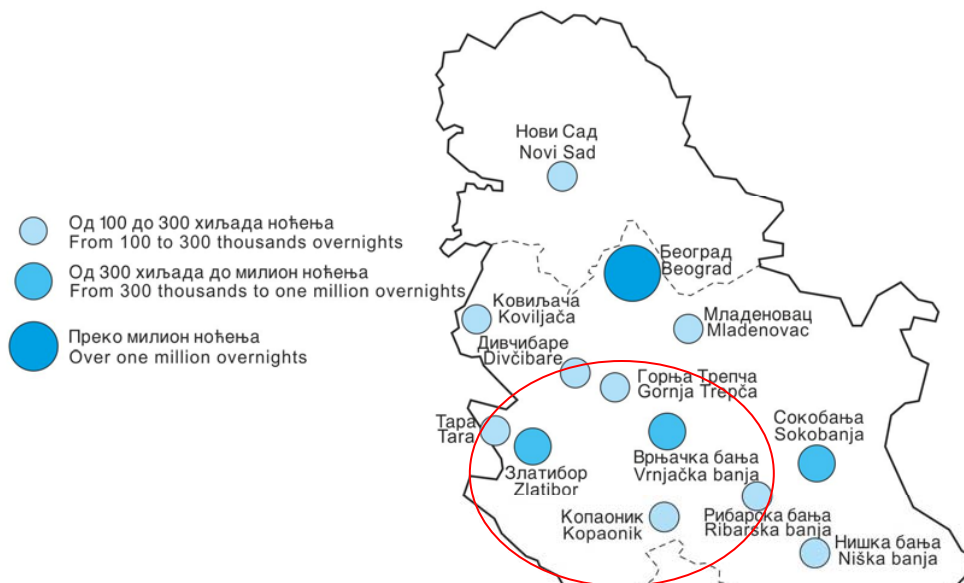 Нови Сад
Novi Sad
Од 100 до 300 хиљада ноћења
From 100 to 300 thousands overnights
Од 300 хиљада до милион ноћења
From 300 thousands to one million overnights
Преко милион ноћења
Over one million overnights
Београд
Beograd
Ковиљача
Koviljača
Младеновац
Mladenovac
Дивчибаре
Divčibare
Горња Трепча
Gornja Trepča
Тара
Tara
Златибор
Zlatibor
Врњачка бања
Vrnjačka banja
Сокобања
Sokobanja
Копаоник
Kopaonik
Рибарска бања
Ribarska banja
Нишка бања
Niška banja